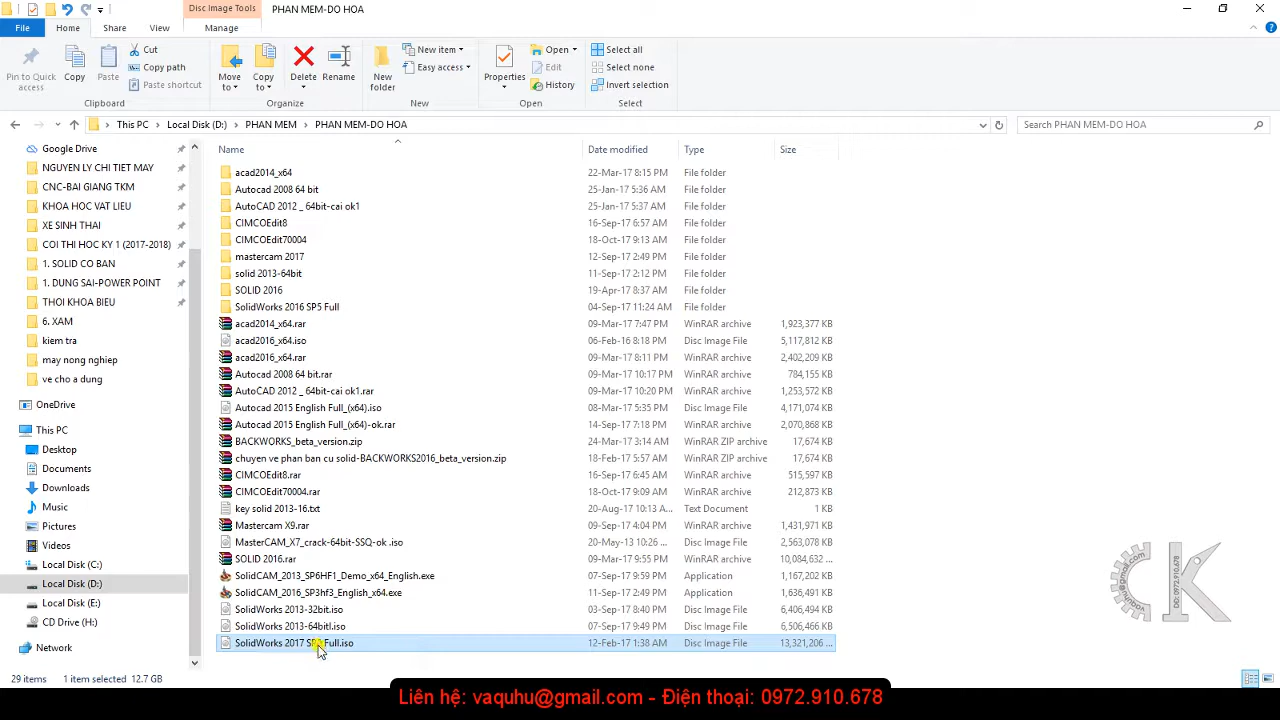 Disc Image Tools
PHAN MEM-DO HOA
File
Home
Share
View
Manage
Pin to Quick access
Copy
Paste
Cut
Copy path
Paste shortcut
Clipboard
Move to
Copy to
Delete
Rename
Organize
New folder
New item
Easy access
New
Properties
Open
Edit
History
Open
Select all
Select none
Invert selection
Select
This PC > Local Disk (D:) > PHAN MEM > PHAN MEM-DO HOA
Search PHAN MEM-DO HOA
Google Drive
NGUYEN LY CHI TIET MAY
CNC-BAI GIANG TKM
KHOA HOC VAT LIEU
XE SINH THAI
COI THI HOC KY 1 (2017-2018)
1. SOLID CO BAN
1. DUNG SAI-POWER POINT
THOI KHOA BIEU
6. XAM
kiem tra
may nong nghiep
ve cho a dung
OneDrive
This PC
Desktop
Documents
Downloads
Music
Pictures
Videos
Local Disk (C:)
Local Disk (D:)
Local Disk (E:)
CD Drive (H:)
Network
Name Date modified Type Size
acad2014_x64 22-Mar-17 8:15 PM File folder
Autocad 2008 64 bit 25-Jan-17 5:36 AM File folder
AutoCAD 2012 _ 64bit-cai ok1 25-Jan-17 5:37 AM File folder
CIMCOEdit8 16-Sep-17 6:57 AM File folder
CIMCOEdit70004 18-Oct-17 9:13 AM File folder
mastercam 2017 12-Sep-17 2:49 PM File folder
solid 2013-64bit 11-Sep-17 2:12 PM File folder
SOLID 2016 19-Apr-17 8:37 AM File folder
SolidWorks 2016 SP5 Full 04-Sep-17 11:24 AM File folder
acad2014_x64.rar 09-Mar-17 7:47 PM WinRAR archive 1,923,377 KB
acad2016_x64.iso 06-Feb-16 8:18 PM Disc Image File 5,117,812 KB
acad2016_x64.rar 09-Mar-17 8:11 PM WinRAR archive 2,402,209 KB
Autocad 2008 64 bit.rar 09-Mar-17 10:17 PM WinRAR archive 784,155 KB
AutoCAD 2012 _ 64bit-cai ok1.rar 09-Mar-17 10:20 PM WinRAR archive 1,253,572 KB
Autocad 2015 English Full_(x64).iso 08-Mar-17 5:35 PM Disc Image File 4,171,074 KB
Autocad 2015 English Full_(x64)-ok.rar 14-Sep-17 7:18 PM WinRAR archive 2,070,868 KB
BACKWORKS_beta_version.zip 24-Mar-17 3:14 AM WinRAR ZIP archive 17,674 KB
chuyen ve phan ban cu solid-BACKWORKS2016_beta_version.zip 18-Feb-17 5:57 AM WinRAR ZIP archive 17,674 KB
CIMCOEdit8.rar 16-Sep-17 6:45 AM WinRAR archive 515,597 KB
CIMCOEdit70004.rar 18-Oct-17 9:09 AM WinRAR archive 212,873 KB
key solid 2013-16.txt 20-Aug-17 10:13 A... Text Document 1 KB
Mastercam X9.rar 09-Sep-17 4:04 PM WinRAR archive 1,431,971 KB
MasterCAM_X7_crack-64bit-SSQ-ok .iso 20-May-13 10:26 ... Disc Image File 2,563,078 KB
SOLID 2016.rar 09-Mar-17 9:55 PM WinRAR archive 10,084,632 ...
SolidCAM_2013_SP6HF1_Demo_x64_English.exe 07-Sep-17 9:59 PM Application 1,167,202 KB
SolidCAM_2016_SP3hf3_English_x64.exe 11-Sep-17 2:49 PM Application 1,636,491 KB
SolidWorks 2013-32bit.iso 03-Sep-17 8:40 PM Disc Image File 6,406,494 KB
SolidWorks 2013-64bitl.iso 07-Sep-17 9:49 PM Disc Image File 6,506,466 KB
SolidWorks 2017 Full.iso 12-Feb-17 1:38 AM Disc Image File 13,321,206 ...
29 items 1 item selected 12.7 GB
CK
vaquhu@gmail.com
DĐ: 0972.910.678
Liên hệ: vaquhu@gmail.com - Điện thoại: 0972.910.678